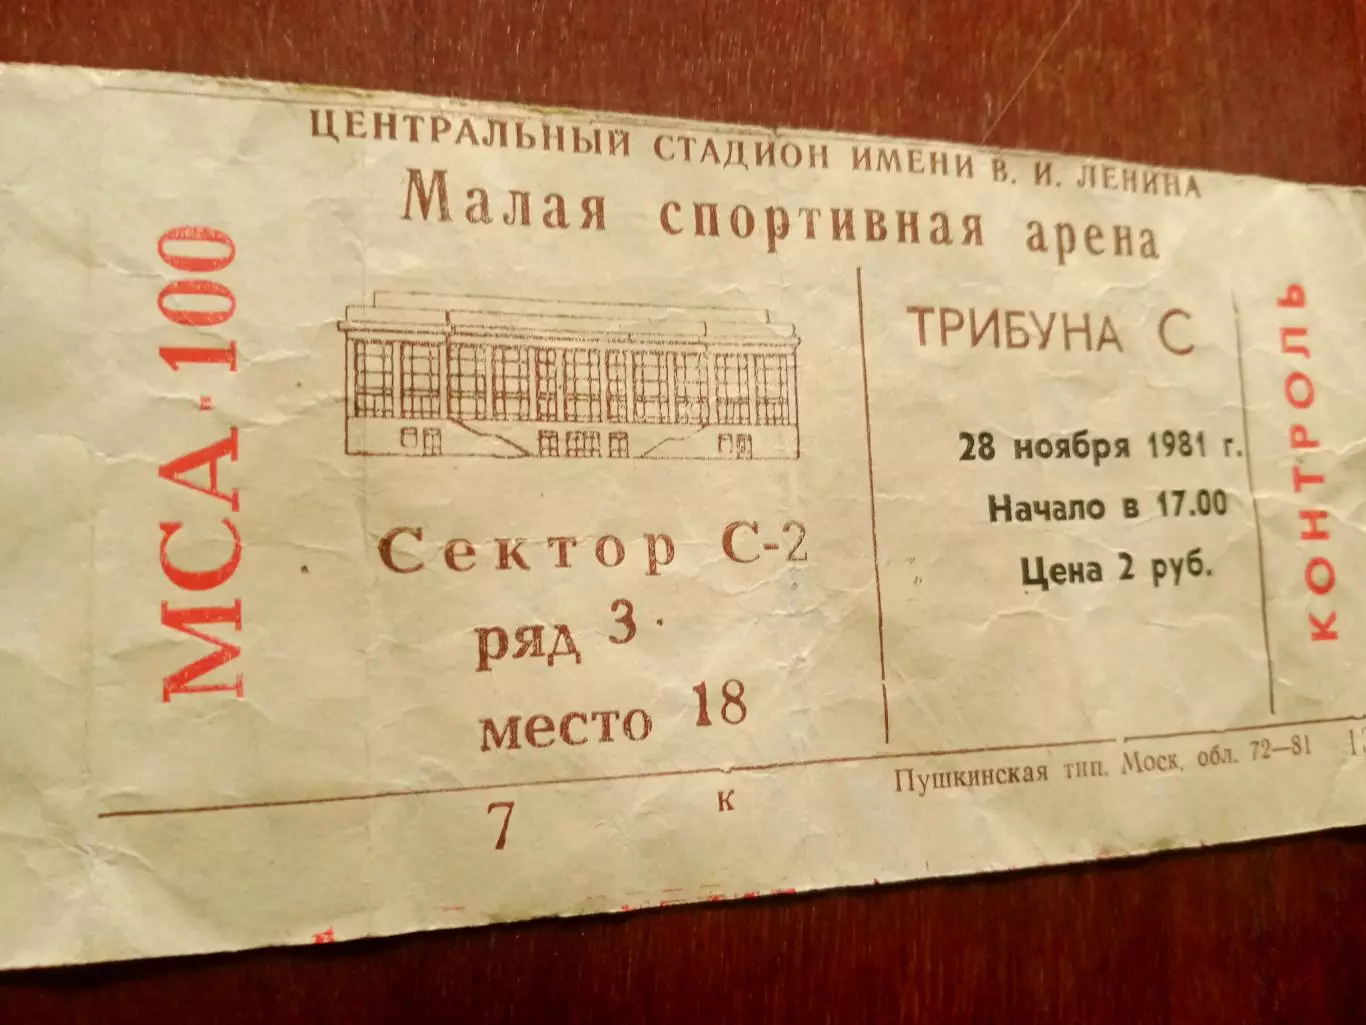 ЦЕНТРАЛЬНЫЙ СТАДИОН ИМЕНИ В. И. ЛЕНИНА
Малая спортивная арена
МСА-100
ТРИБУНА С
28 ноября 1981 г.
Начало в 17.00
Цена 2 руб.
КОНТРОЛЬ
Сектор С-2
ряд 3
место 18
Пушкинская тип. Моск. обл. 72—81
7 к